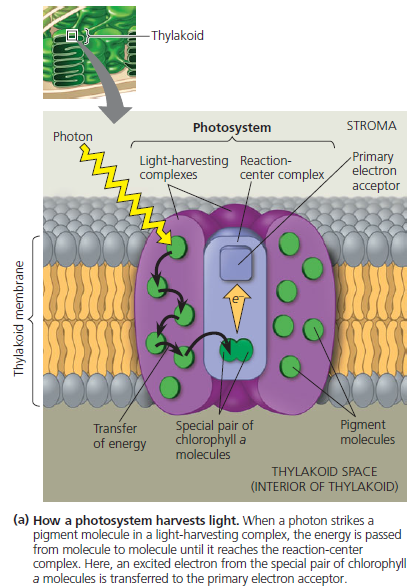 Thylakoid
Photosystem
STROMA
Photon
Light-harvesting
complexes
Reaction-
center complex
Primary
electron
acceptor
Thylakoid membrane
e–
Transfer
of energy
Special pair of
chlorophyll a
molecules
Pigment
molecules
THYLAKOID SPACE
(INTERIOR OF THYLAKOID)
(a) How a photosystem harvests light. When a photon strikes a
pigment molecule in a light-harvesting complex, the energy is passed
from molecule to molecule until it reaches the reaction-center
complex. Here, an excited electron from the special pair of chlorophyll
a molecules is transferred to the primary electron acceptor.